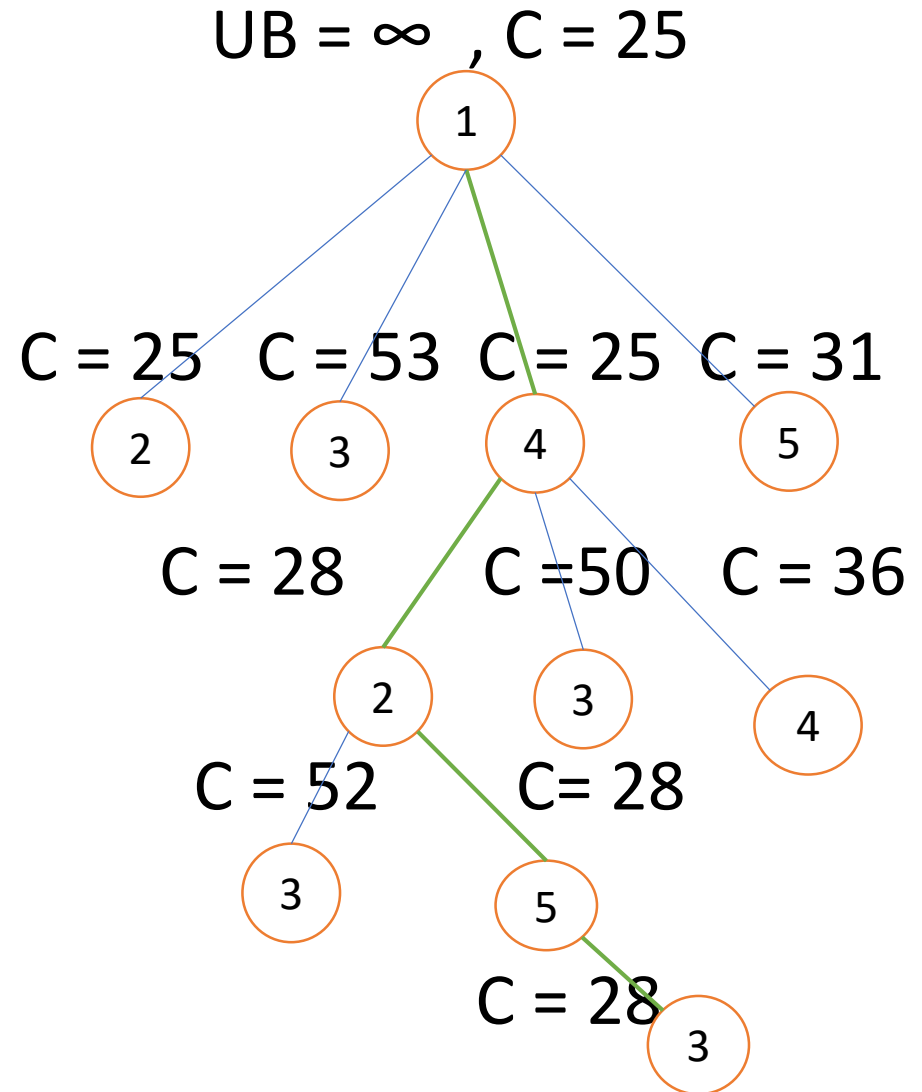 UB = ∞ , C = 25
1
C = 25 C = 53 C = 25 C = 31
2 3 4 5
C = 28 C =50 C = 36
2 3 4
C = 52 C= 28
3 5
C = 28
3